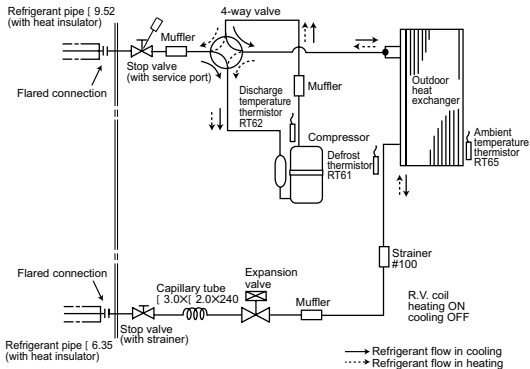 Refrigerant pipe [ 9.52
(with heat insulator)
4-way valve
Muffler
Stop valve
(with service port)
Flared connection
Muffler
Discharge
temperature
thermistor
RT62
Compressor
Defrost
thermistor
RT61
Outdoor
heat
exchanger
Ambient
temperature
thermistor
RT65
Strainer
#100
Flared connection
Capillary tube
[ 3.0×[ 2.0×240
Expansion
valve
Muffler
R.V. coil
heating ON
cooling OFF
Stop valve
(with strainer)
Refrigerant pipe [ 6.35
(with heat insulator)
Refrigerant flow in cooling
Refrigerant flow in heating